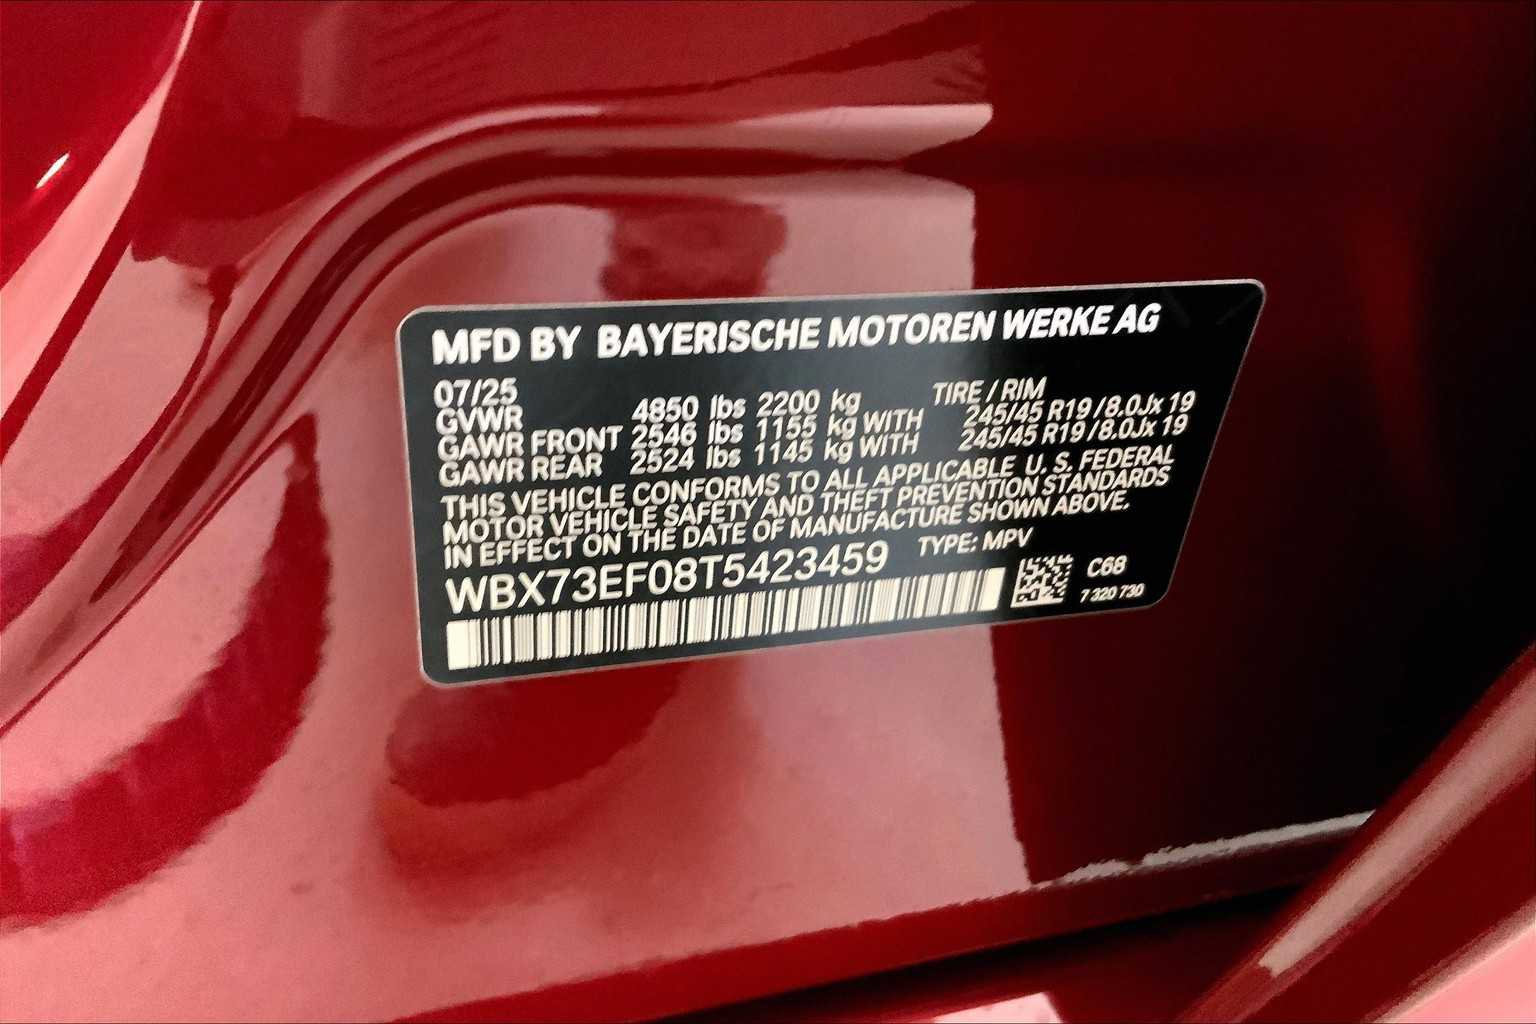 MFD BY BAYERISCHE MOTOREN WERKE AG
07/25 TIRE / RIM
GVWR 4850 lbs 2200 kg
GAWR FRONT 2546 lbs 1155 kg WITH 245/45 R19 / 8.0Jx 19
GAWR REAR 2524 lbs 1145 kg WITH 245/45 R19 / 8.0Jx 19
THIS VEHICLE CONFORMS TO ALL APPLICABLE U. S. FEDERAL
MOTOR VEHICLE SAFETY AND THEFT PREVENTION STANDARDS
IN EFFECT ON THE DATE OF MANUFACTURE SHOWN ABOVE.
WBX73EF08T5423459 TYPE: MPV
C68
7 320 730